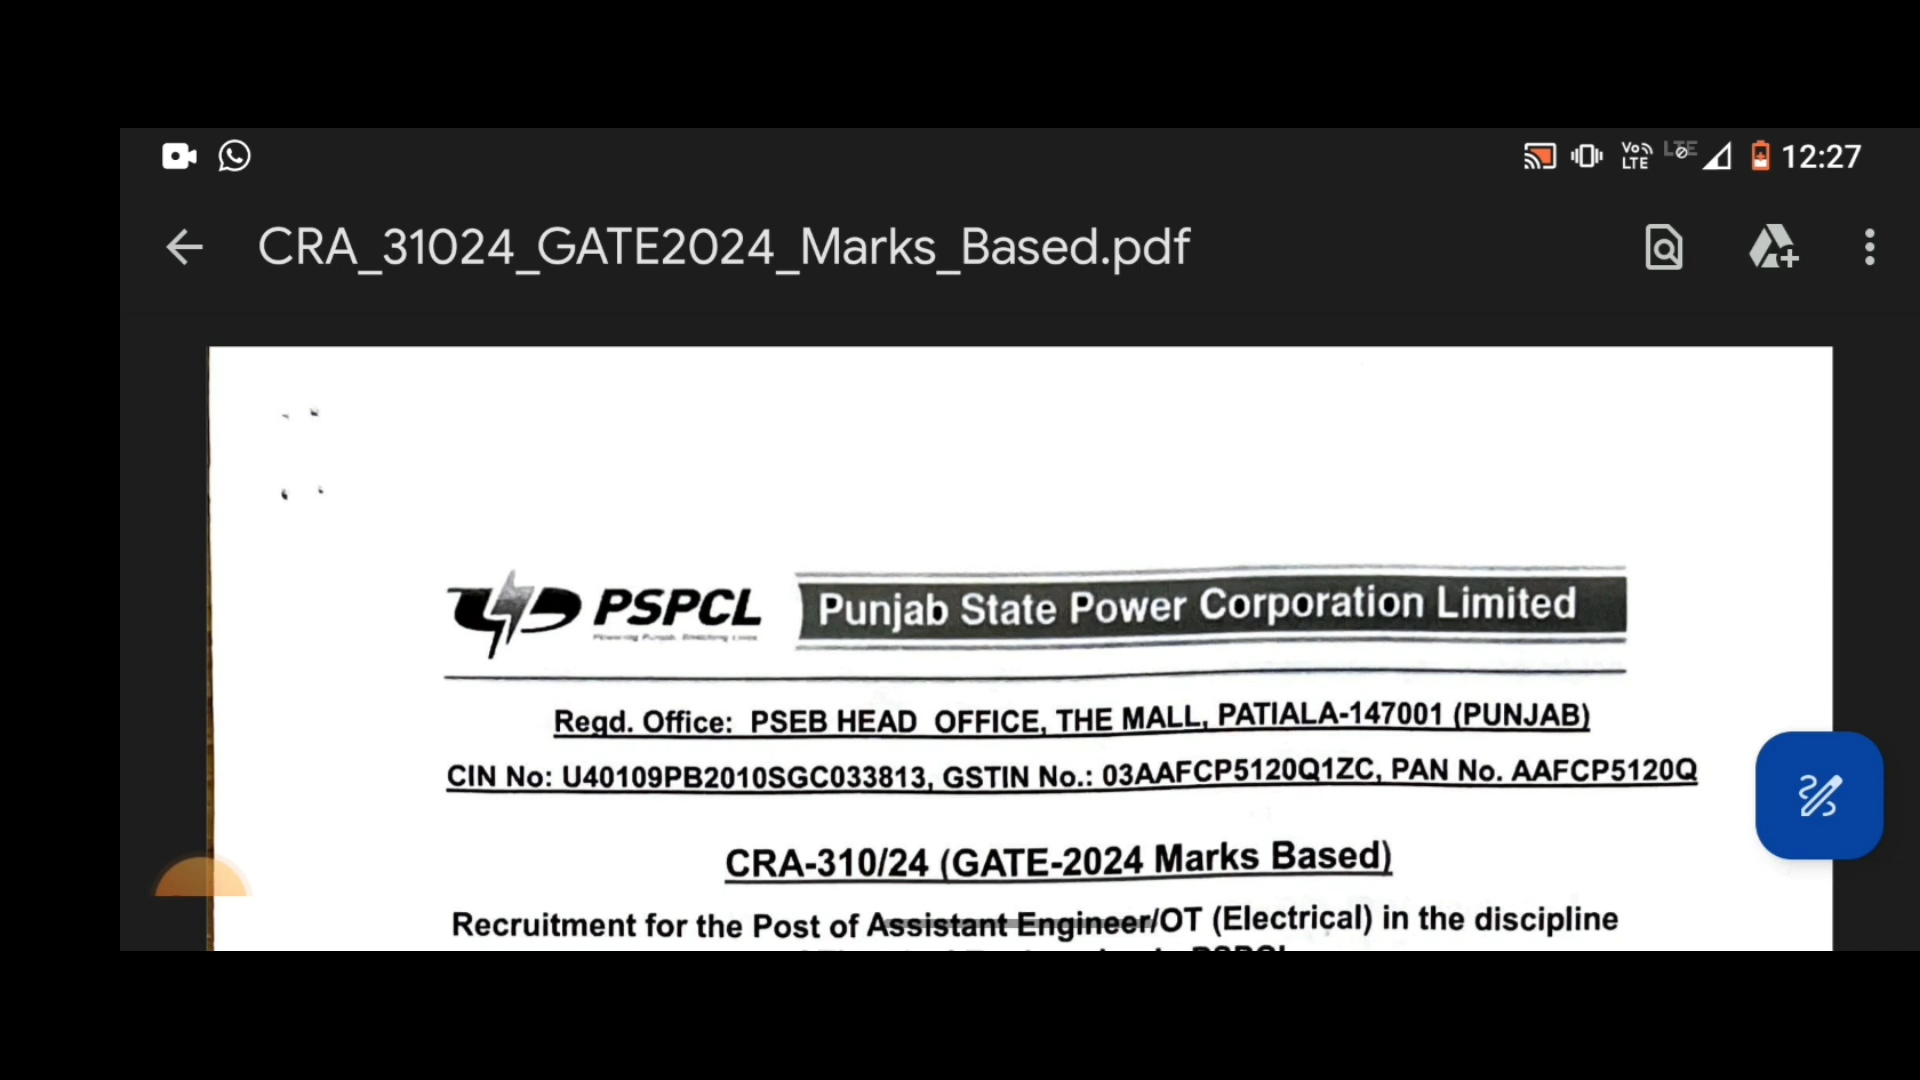 12:27
VoLTE
LTE
CRA_31024_GATE2024_Marks_Based.pdf
PSPCL
Punjab State Power Corporation Limited
Regd. Office: PSEB HEAD OFFICE, THE MALL, PATIALA-147001 (PUNJAB)
CIN No: U40109PB2010SGC033813, GSTIN No.: 03AAFCP5120Q1ZC, PAN No. AAFCP5120Q
CRA-310/24 (GATE-2024 Marks Based)
Recruitment for the Post of Assistant Engineer/OT (Electrical) in the discipline